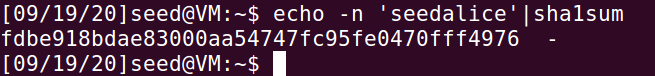 [09/19/20]seed@VM:~$ echo -n 'seedalice'|sha1sum
fdbe918bdae83000aa54747fc95fe0470fff4976  -
[09/19/20]seed@VM:~$